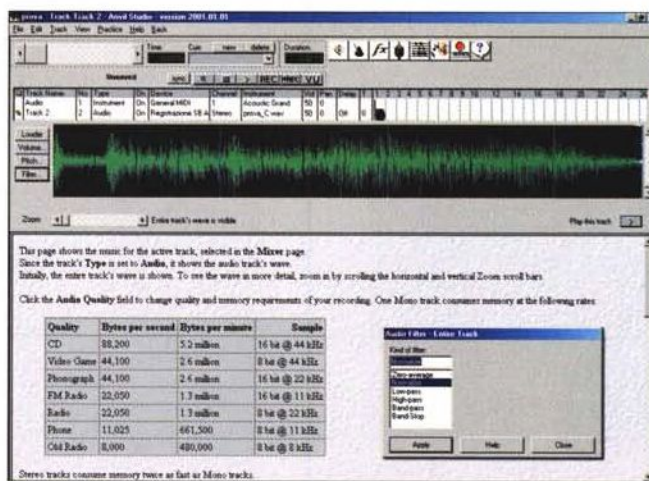 prova - Track Track 2 - Anvil Studio - version 2001.01.01
File Edit Track View Practice Help Back
Time Cue new delete Duration
Unsaved REC VU
Track Name No Type On Device Channel Instrument Vol Pan Delay
Audio 1 Instrument On General MIDI 1 Acoustic Grand 50 0
Track 2 2 Audio On Registrazione SB A Stereo prova_C.wav 50 0 Off 0
Louder
Volume...
Pitch...
Filter...
Zoom Entire track's wave is visible Play this track
This page shows the music for the active track, selected in the Mixer page.
Since the track's Type is set to Audio, it shows the audio track's wave.
Initially, the entire track's wave is shown. To see the wave in more detail, zoom in by scrolling the horizontal and vertical Zoom scroll bars.
Click the Audio Quality field to change quality and memory requirements of your recording. One Mono track consumes memory at the following rates:
Quality Bytes per second Bytes per minute Sample
CD 88,200 5.2 million 16 bit @ 44 kHz
Video Game 44,100 2.6 million 8 bit @ 44 kHz
Phonograph 44,100 2.6 million 16 bit @ 22 kHz
FM Radio 22,050 1.3 million 16 bit @ 11 kHz
Radio 22,050 1.3 million 8 bit @ 22 kHz
Phone 11,025 661,500 8 bit @ 11 kHz
Old Radio 8,000 480,000 8 bit @ 8 kHz
Stereo tracks consume memory twice as fast as Mono tracks.
Audio Filter - Entire Track
Kind of filter:
Normalize
Zero-average
Normalize
Low-pass
High-pass
Band-pass
Band-Stop
Apply Help Close